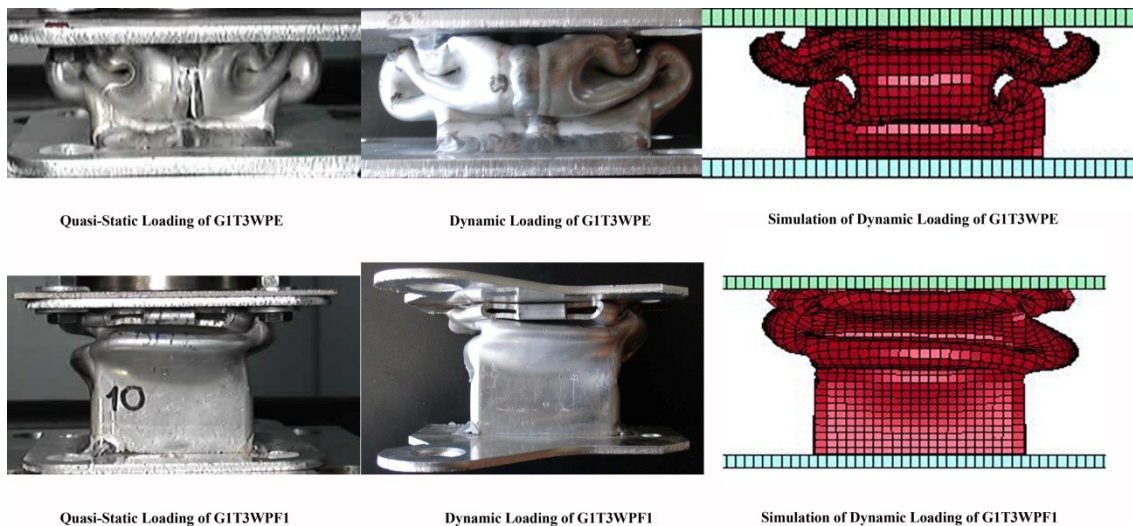 Quasi-Static Loading of G1T3WPE
Dynamic Loading of G1T3WPE
Simulation of Dynamic Loading of G1T3WPE
10
Quasi-Static Loading of G1T3WPF1
Dynamic Loading of G1T3WPF1
Simulation of Dynamic Loading of G1T3WPF1